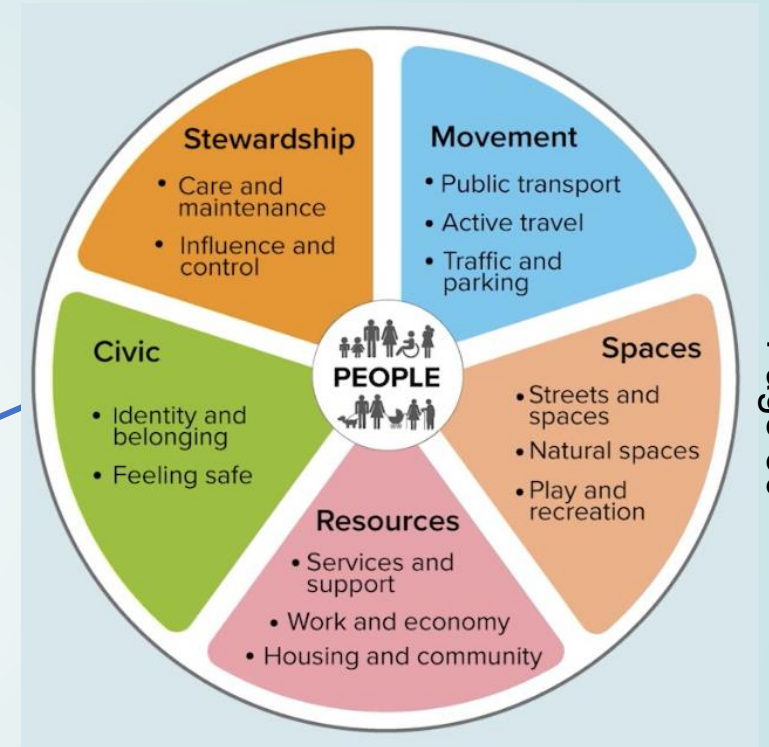 Stewardship
• Care and
maintenance
• Influence and
control
Movement
• Public transport
• Active travel
• Traffic and
parking
Civic
• Identity and
belonging
• Feeling safe
PEOPLE
Spaces
• Streets and
spaces
• Natural spaces
• Play and
recreation
Resources
• Services and
support
• Work and economy
• Housing and community